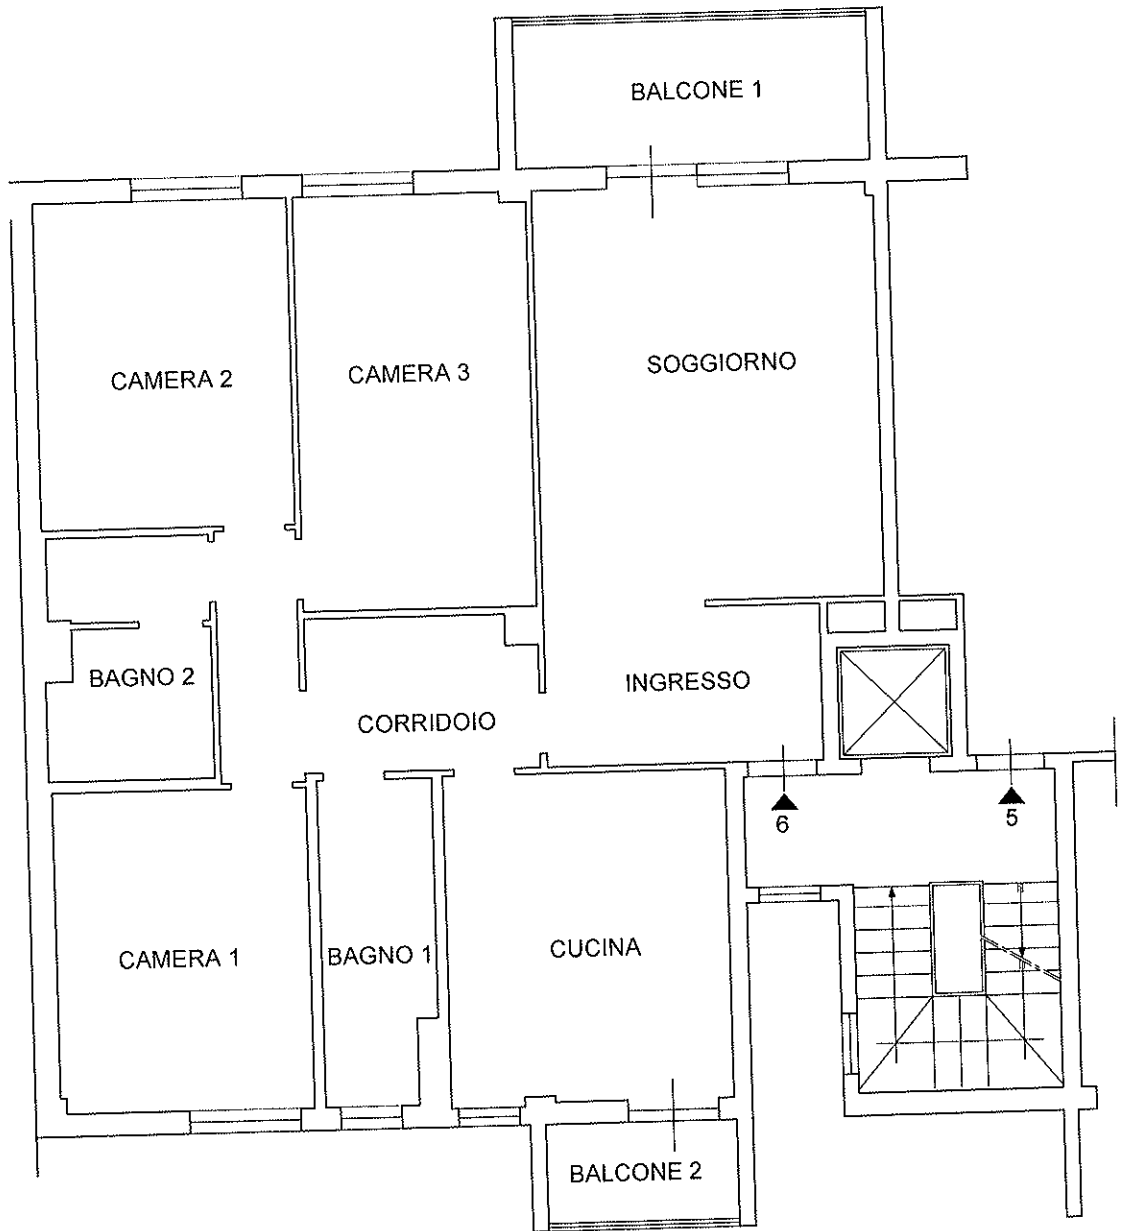 BALCONE 1
CAMERA 2
CAMERA 3
SOGGIORNO
BAGNO 2
CORRIDOIO
INGRESSO
6
5
CAMERA 1
BAGNO 1
CUCINA
BALCONE 2